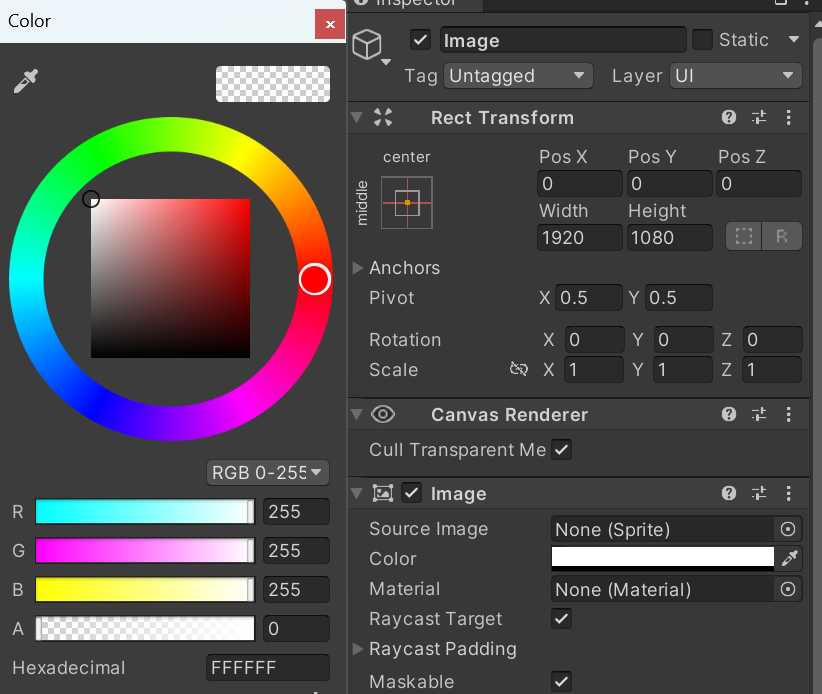 Color
×
RGB 0-255
R 255
G 255
B 255
A 0
Hexadecimal FFFFFF
Inspector
Image Static
Tag Untagged Layer UI
Rect Transform
center
middle
Pos X Pos Y Pos Z
0 0 0
Width Height
1920 1080
R
Anchors
Pivot X 0.5 Y 0.5
Rotation X 0 Y 0 Z 0
Scale X 1 Y 1 Z 1
Canvas Renderer
Cull Transparent Me
Image
Source Image None (Sprite)
Color
Material None (Material)
Raycast Target
Raycast Padding
Maskable